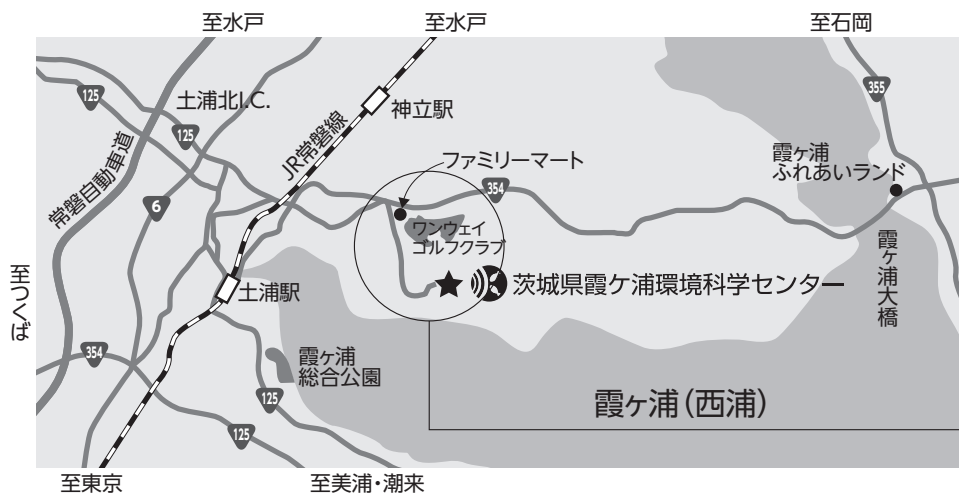 至水戸
至水戸
至石岡
125
土浦北I.C.
125
神立駅
355
JR常磐線
常磐自動車道
ファミリーマート
霞ヶ浦
ふれあいランド
354
6
ワンウェイ
ゴルフクラブ
至つくば
土浦駅
茨城県霞ケ浦環境科学センター
霞ヶ浦大橋
354
霞ヶ浦
総合公園
125
霞ヶ浦(西浦)
125
至東京
至美浦・潮来